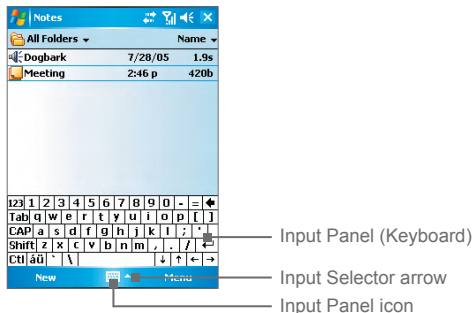 Notes
All Folders Name
Dogbark 7/28/05 1.9s
Meeting 2:46 p 420b
123 1 2 3 4 5 6 7 8 9 0 - =
Tab q w e r t y u i o p [ ]
CAP a s d f g h j k l ; '
Shift z x c v b n m , . /
Ctl áü ` \ ↓ ↑ ← →
New Menu
Input Panel (Keyboard)
Input Selector arrow
Input Panel icon